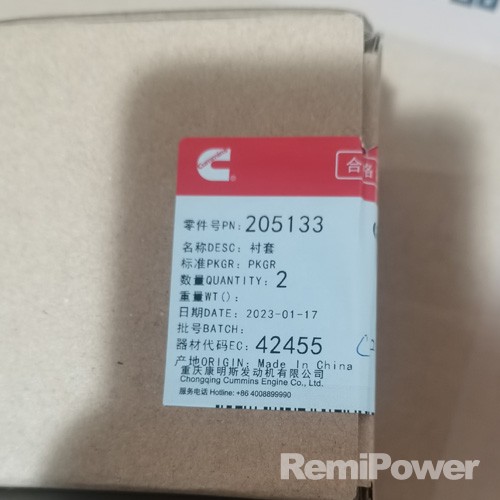 Cummins
合格
零件号PN: 205133
名称DESC: 衬套
标准PKGR: PKGR
数量QUANTITY: 2
重量WT():
日期DATE: 2023-01-17
批号BATCH:
器材代码EC: 42455
产地ORIGIN: Made In China
重庆康明斯发动机有限公司
Chongqing Cummins Engine Co., Ltd.
服务电话 Hotline: +86 4008899990
RemiPower